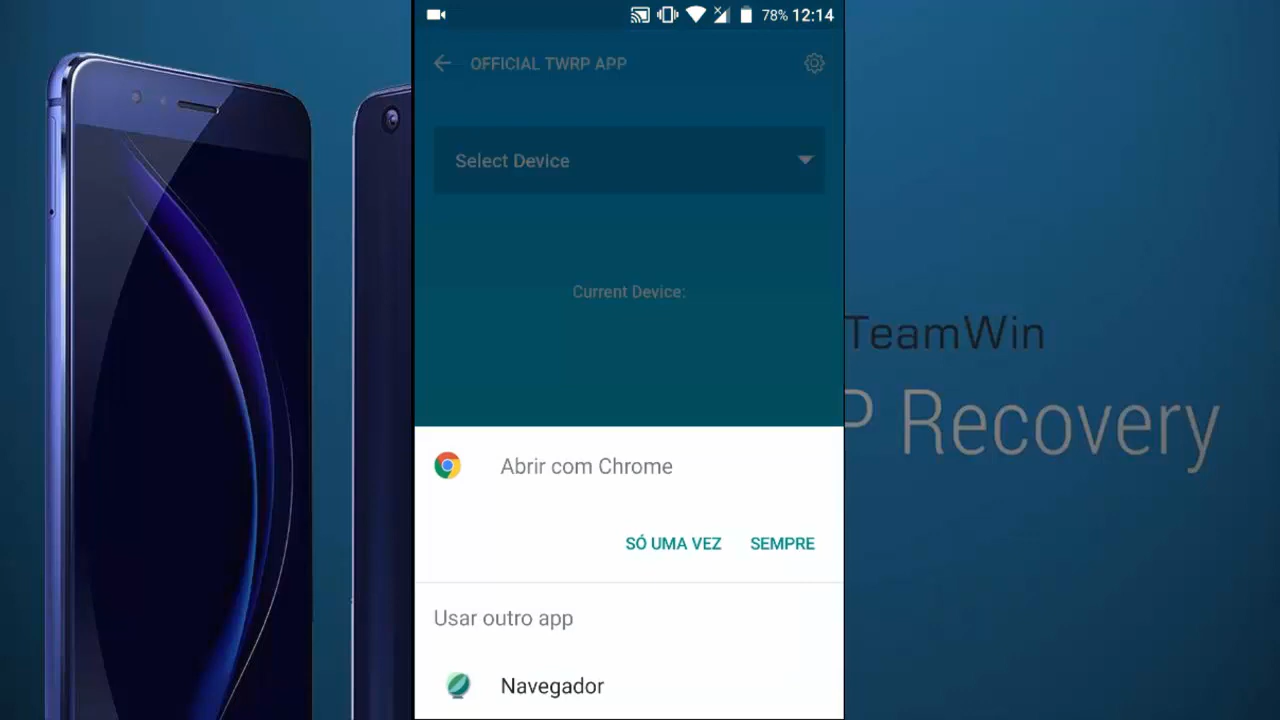 78% 12:14
OFFICIAL TWRP APP
Select Device
Current Device:
TeamWin
P Recovery
Abrir com Chrome
SÓ UMA VEZ SEMPRE
Usar outro app
Navegador